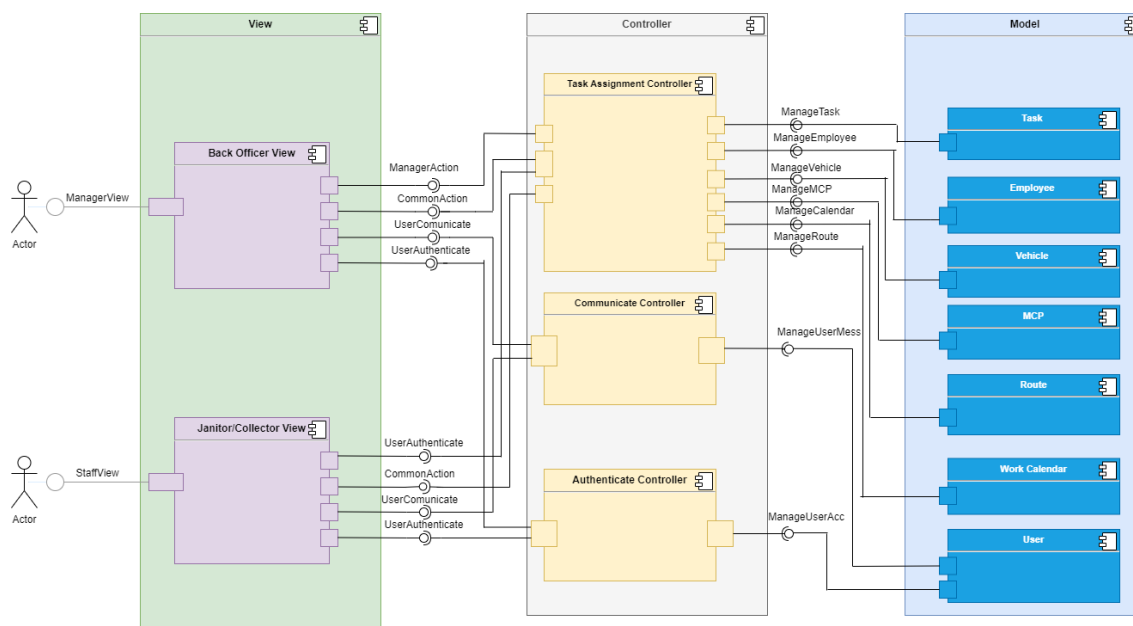 View
Controller
Model
Task Assignment Controller
ManageTask
Task
ManageEmployee
Back Officer View
ManagerAction
ManageVehicle
Employee
ManagerView
CommonAction
ManageMCP
ManageCalendar
UserComunicate
ManageRoute
Actor
UserAuthenticate
Vehicle
Communicate Controller
MCP
ManageUserMess
Route
Janitor/Collector View
UserAuthenticate
StaffView
CommonAction
Authenticate Controller
Work Calendar
UserComunicate
Actor
UserAuthenticate
ManageUserAcc
User